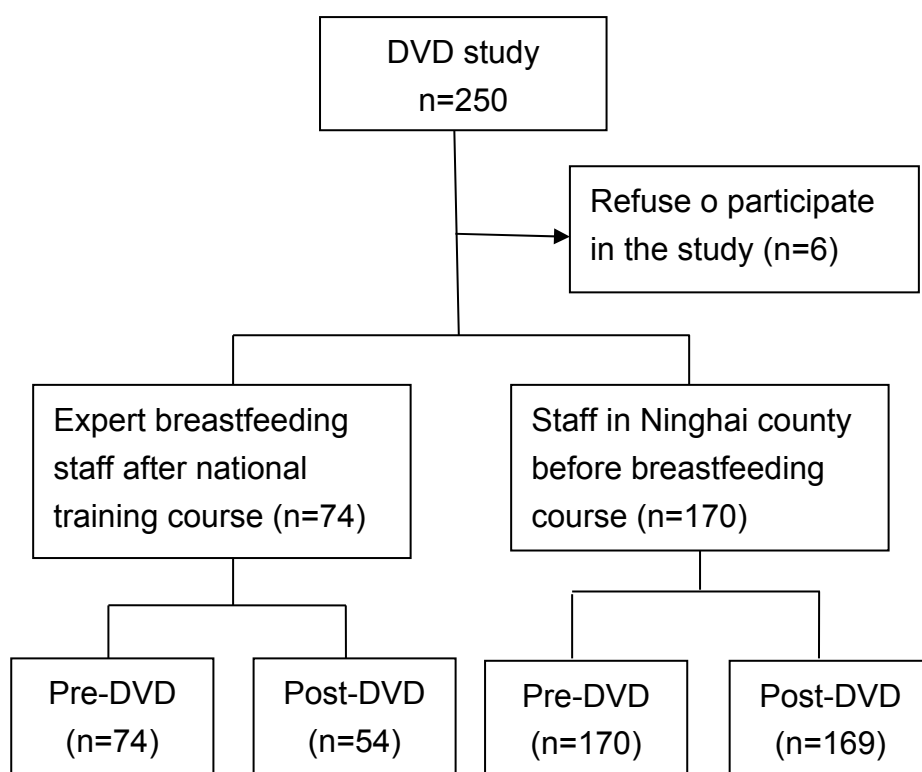 DVD study
n=250
Refuse o participate
in the study (n=6)
Expert breastfeeding
staff after national
training course (n=74)
Staff in Ninghai county
before breastfeeding
course (n=170)
Pre-DVD
(n=74)
Post-DVD
(n=54)
Pre-DVD
(n=170)
Post-DVD
(n=169)